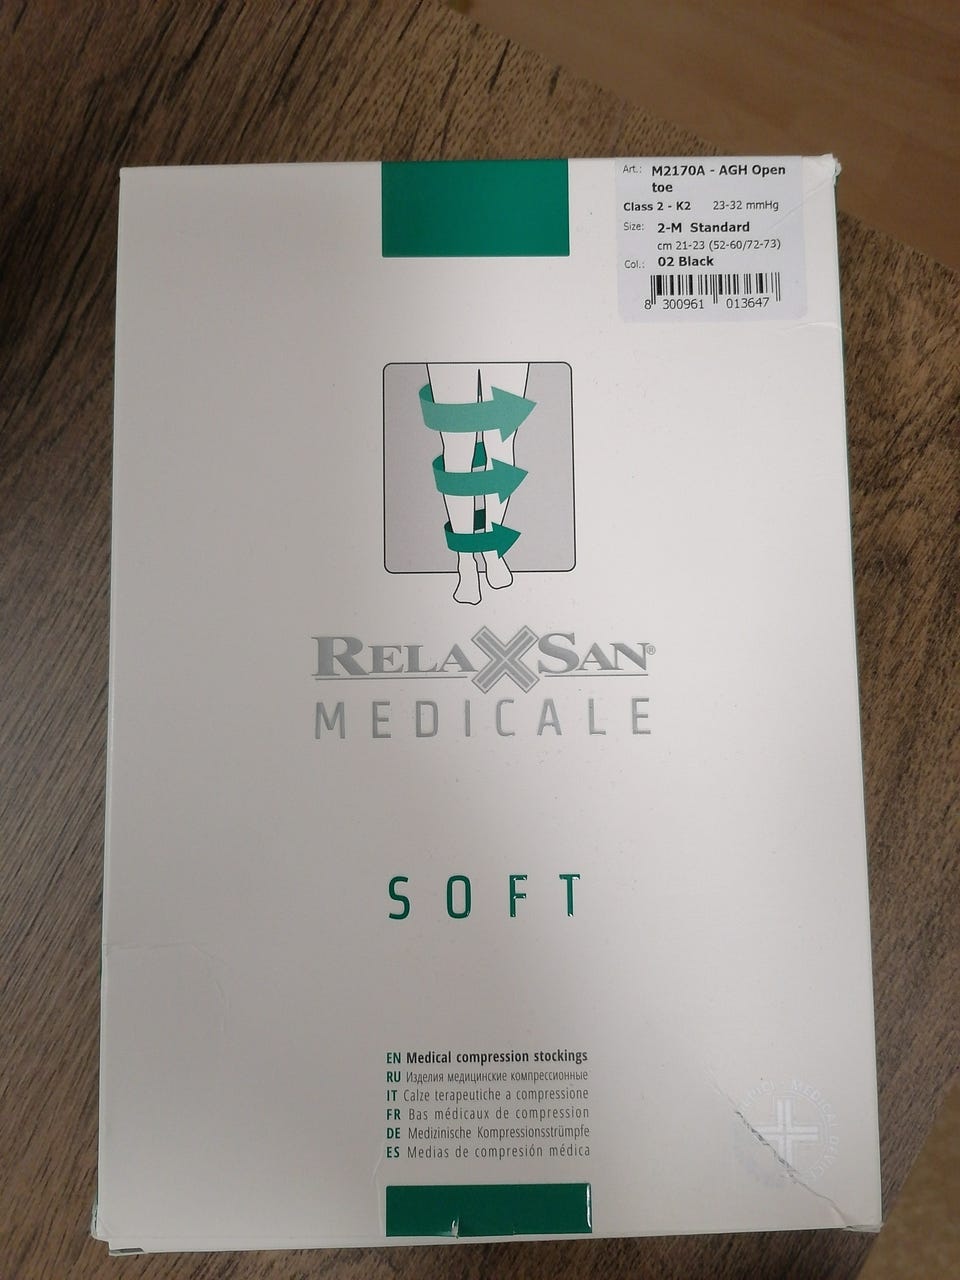 Art.: M2170A - AGH Open
toe
Class 2 - K2 23-32 mmHg
Size: 2-M Standard
cm 21-23 (52-60/72-73)
Col.: 02 Black
8 300961 013647
RELAXSAN®
MEDICALE
SOFT
EN Medical compression stockings
RU Изделия медицинские компрессионные
IT Calze terapeutiche a compressione
FR Bas médicaux de compression
DE Medizinische Kompressionsstrümpfe
ES Medias de compresión médica
MEDICAL